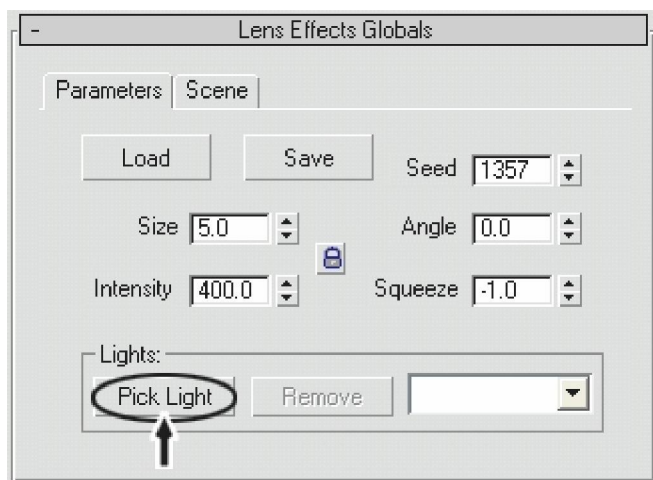 - Lens Effects Globals
Parameters Scene
Load Save Seed 1357
Size 5.0 Angle 0.0
Intensity 400.0 Squeeze -1.0
Lights:
Pick Light Remove